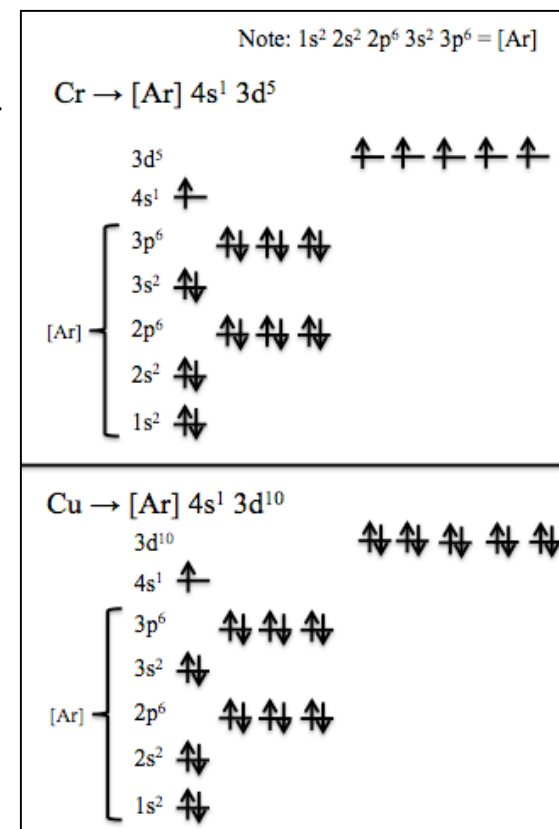 Note: 1s² 2s² 2p⁶ 3s² 3p⁶ = [Ar]
Cr → [Ar] 4s¹ 3d⁵
3d⁵
4s¹
3p⁶
3s²
[Ar] 2p⁶
2s²
1s²
Cu → [Ar] 4s¹ 3d¹⁰
3d¹⁰
4s¹
3p⁶
3s²
[Ar] 2p⁶
2s²
1s²